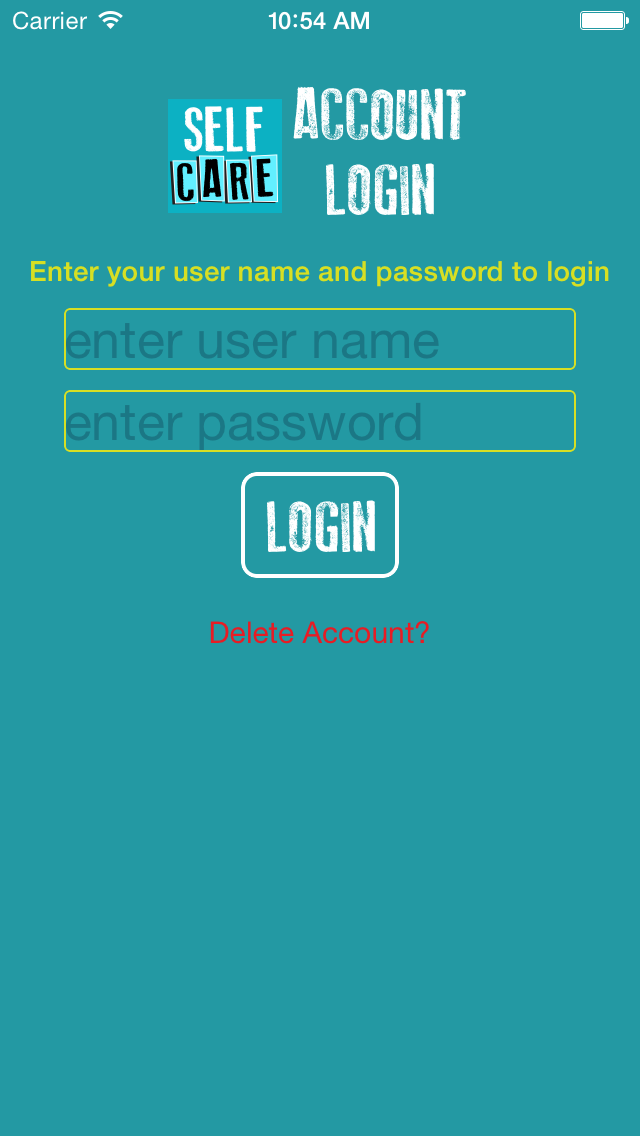 Carrier 10:54 AM
SELF
CARE
ACCOUNT
LOGIN
Enter your user name and password to login
enter user name
enter password
LOGIN
Delete Account?